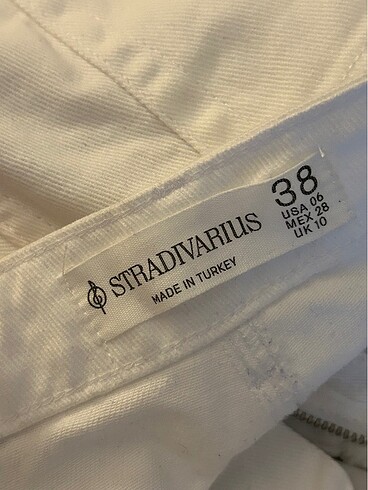 STRADIVARIUS
MADE IN TURKEY
38
USA 06
MEX 28
UK 10